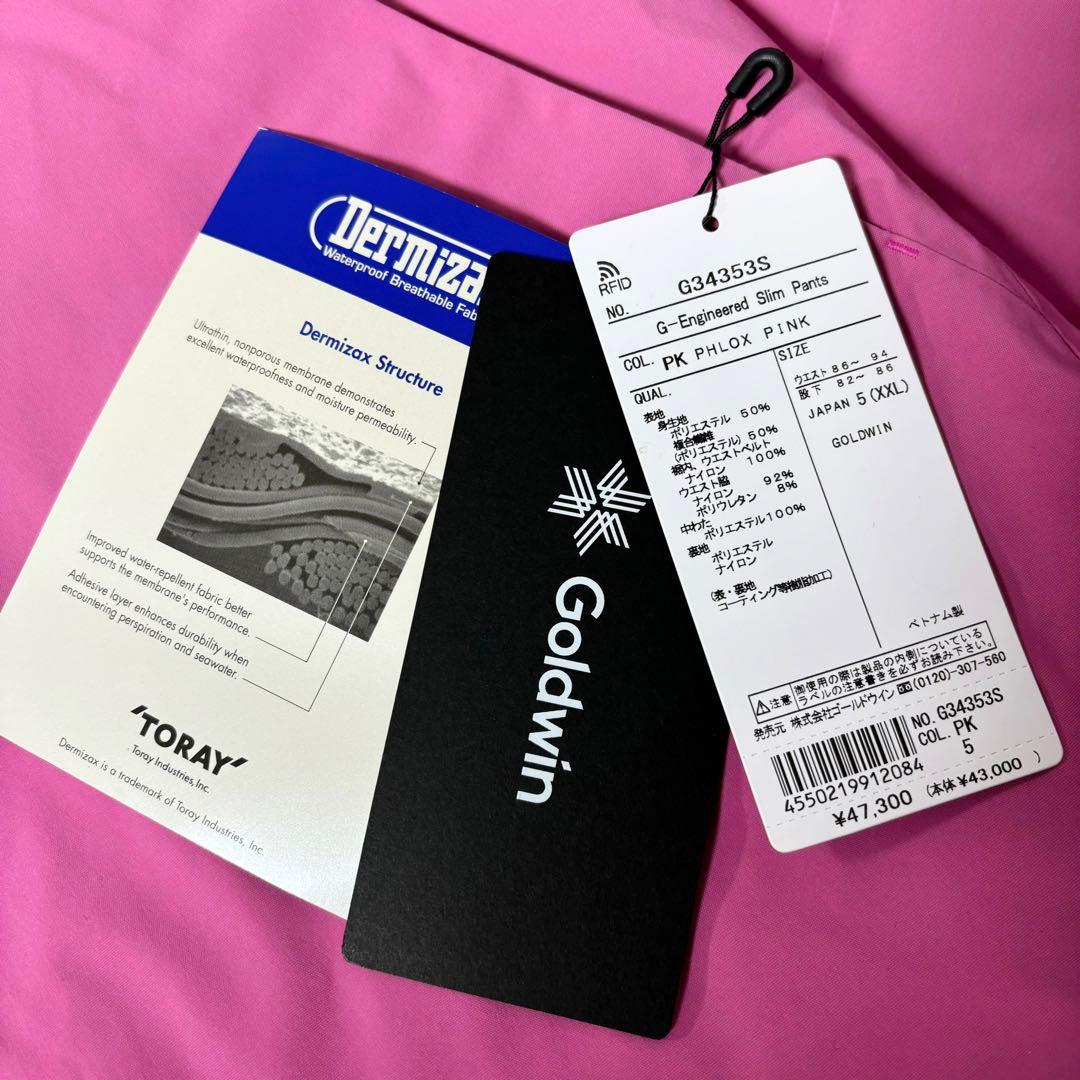 Dermiza
Waterproof Breathable Fab
Dermizax Structure
Ultrathin, nonporous membrane demonstrates
excellent waterproofness and moisture permeability.
Improved water-repellent fabric better
supports the membrane's performance.
Adhesive layer enhances durability when
encountering perspiration and seawater.
'TORAY'
Toray Industries, Inc.
Dermizax is a trademark of Toray Industries, Inc.
Goldwin
RFID
NO. G34353S
G-Engineered Slim Pants
COL. PK PHLOX PINK
QUAL.
表地
身生地
ポリエステル 50%
複合繊維
(ポリエステル) 50%
裾内、ウエストベルト
ナイロン 100%
ウエスト脇
ナイロン 92%
ポリウレタン 8%
中わた
ポリエステル100%
裏地
ポリエステル
ナイロン
(表・裏地
コーティング等樹脂加工)
SIZE
ウエスト 86～ 94
股下 82～ 86
JAPAN 5(XXL)
GOLDWIN
ベトナム製
注意 御使用の際は製品の内側についている
ラベルの注意書きを必ずお読み下さい。
発売元 株式会社ゴールドウイン (0120)-307-560
NO. G34353S
COL. PK
5
4550219912084
¥47,300 (本体¥43,000 )